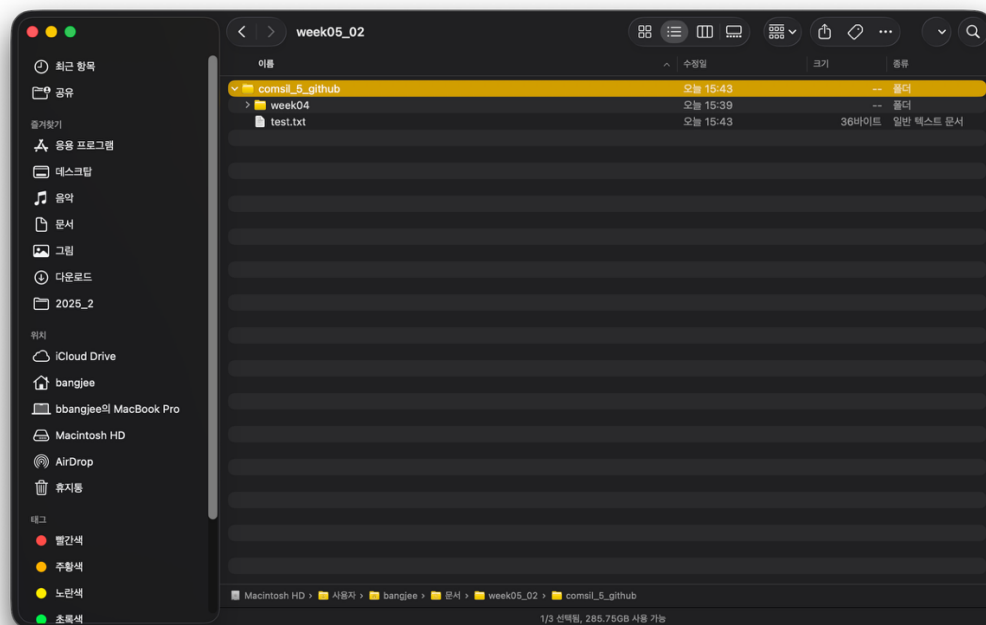 week05_02
최근 항목
공유
즐겨찾기
응용 프로그램
데스크탑
음악
문서
그림
다운로드
2025_2
위치
iCloud Drive
bangjee
bbangjee의 MacBook Pro
Macintosh HD
AirDrop
휴지통
태그
빨간색
주황색
노란색
초록색
이름 수정일 크기 종류
comsil_5_github 오늘 15:43 -- 폴더
week04 오늘 15:39 -- 폴더
test.txt 오늘 15:43 36바이트 일반 텍스트 문서
Macintosh HD › 사용자 › bangjee › 문서 › week05_02 › comsil_5_github
1/3 선택됨, 285.75GB 사용 가능